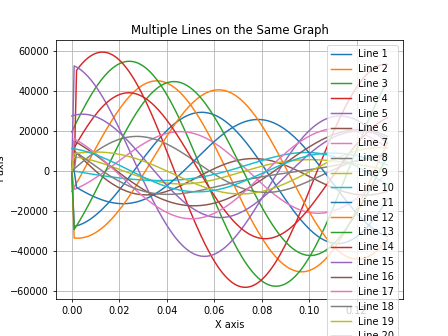 Multiple Lines on the Same Graph
60000
40000
20000
0
−20000
−40000
−60000
0.00
0.02
0.04
0.06
0.08
0.10
X axis
Line 1
Line 2
Line 3
Line 4
Line 5
Line 6
Line 7
Line 8
Line 9
Line 10
Line 11
Line 12
Line 13
Line 14
Line 15
Line 16
Line 17
Line 18
Line 19
Line 20